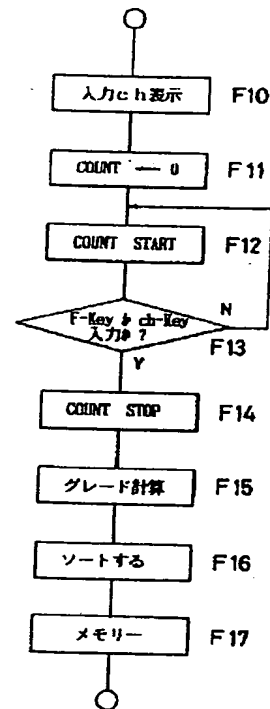 入力ch表示 F10
COUNT ← 0 F11
COUNT START F12
F-Key か ch-Key
入力か?
N
F13
Y
COUNT STOP F14
グレード計算 F15
ソートする F16
メモリー F17